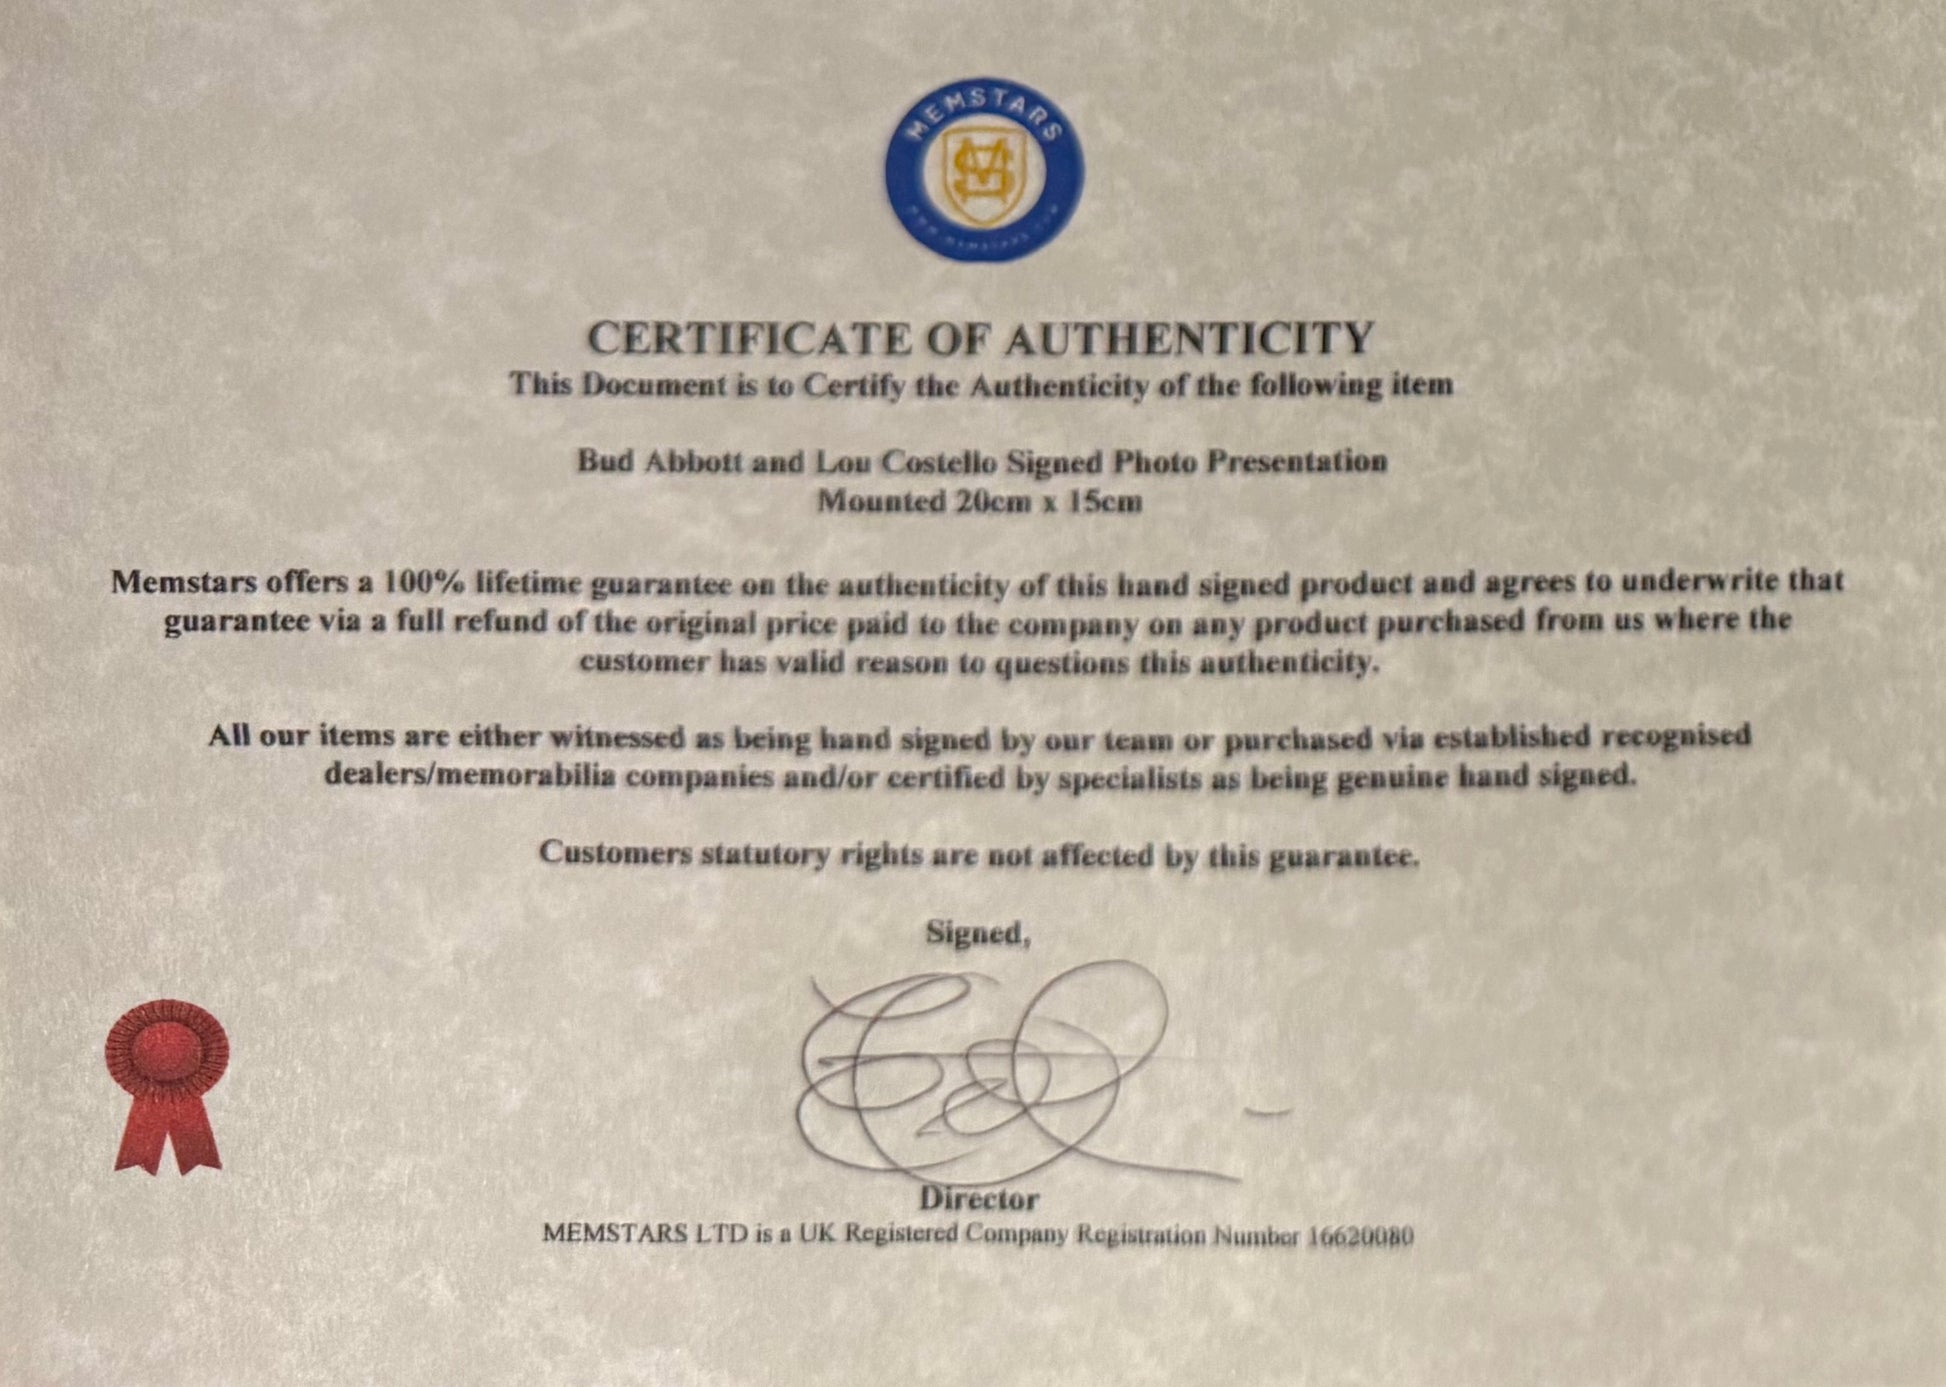 MEMSTARS
MS
CERTIFICATE OF AUTHENTICITY
This Document is to Certify the Authenticity of the following item
Bud Abbott and Lou Costello Signed Photo Presentation
Mounted 20cm x 15cm
Memstars offers a 100% lifetime guarantee on the authenticity of this hand signed product and agrees to underwrite that
guarantee via a full refund of the original price paid to the company on any product purchased from us where the
customer has valid reason to questions this authenticity.
All our items are either witnessed as being hand signed by our team or purchased via established recognised
dealers/memorabilia companies and/or certified by specialists as being genuine hand signed.
Customers statutory rights are not affected by this guarantee.
Signed,
Director
MEMSTARS LTD is a UK Registered Company Registration Number 16620080